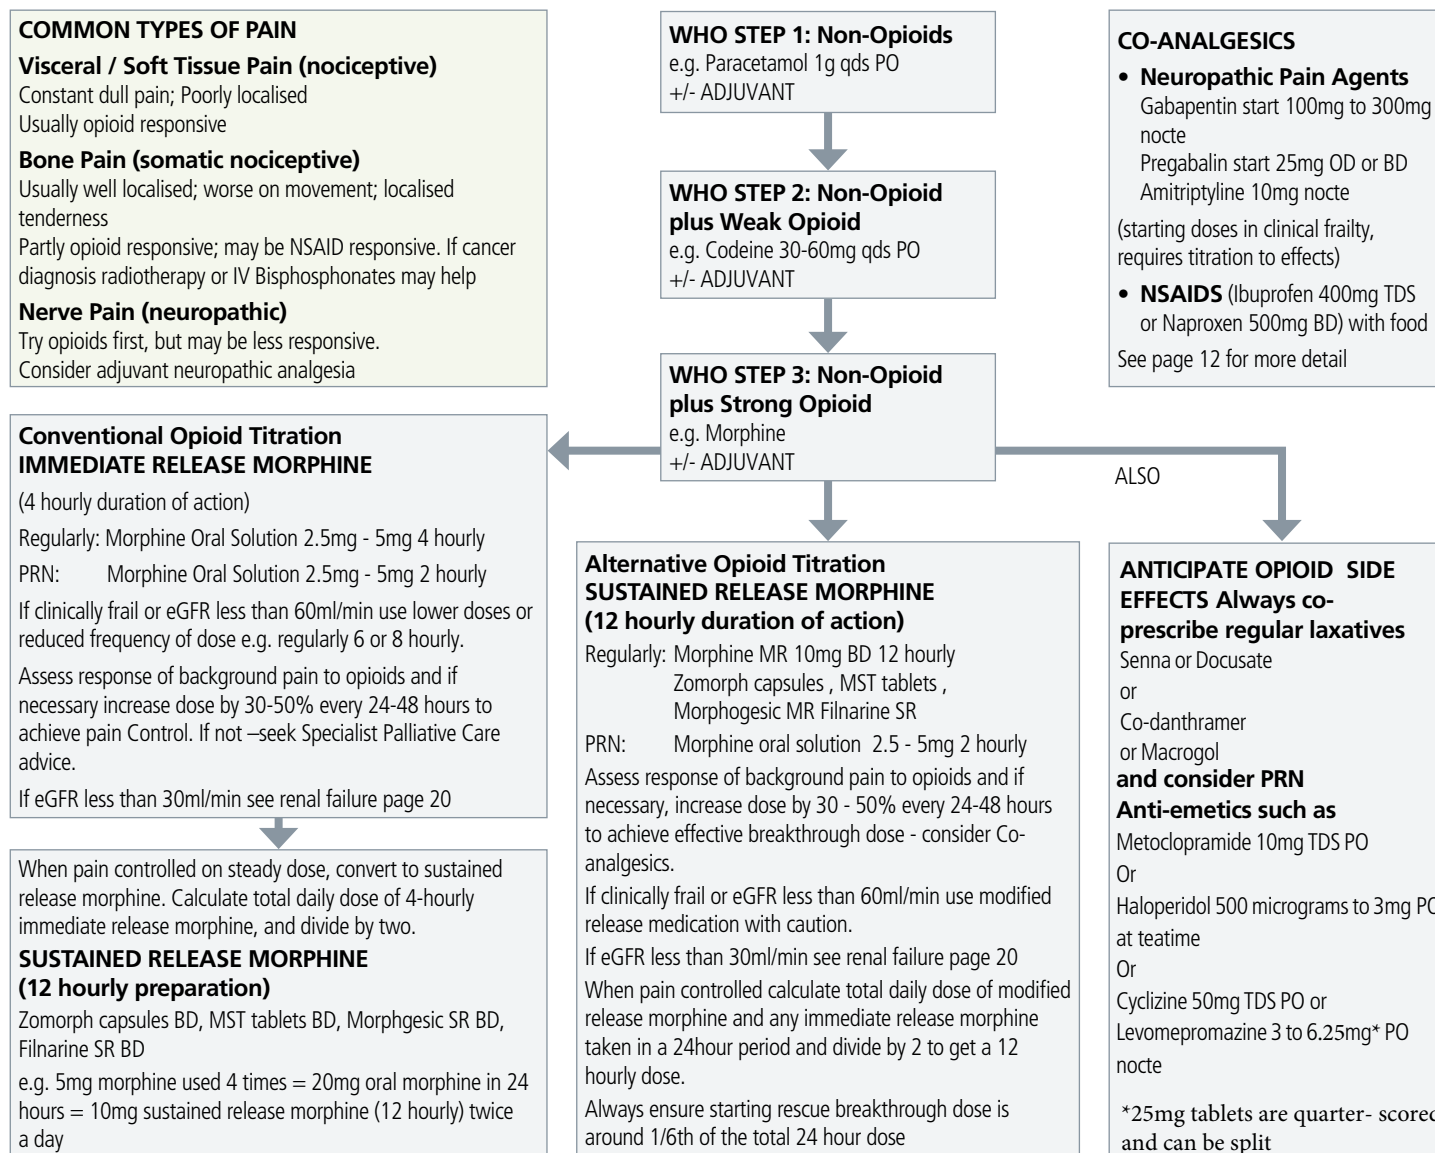 COMMON TYPES OF PAIN
Visceral / Soft Tissue Pain (nociceptive)
Constant dull pain; Poorly localised
Usually opioid responsive
Bone Pain (somatic nociceptive)
Usually well localised; worse on movement; localised
tenderness
Partly opioid responsive; may be NSAID responsive. If cancer
diagnosis radiotherapy or IV Bisphosphonates may help
Nerve Pain (neuropathic)
Try opioids first, but may be less responsive.
Consider adjuvant neuropathic analgesia
WHO STEP 1: Non-Opioids
e.g. Paracetamol 1g qds PO
+/- ADJUVANT
WHO STEP 2: Non-Opioid
plus Weak Opioid
e.g. Codeine 30-60mg qds PO
+/- ADJUVANT
WHO STEP 3: Non-Opioid
plus Strong Opioid
e.g. Morphine
+/- ADJUVANT
CO-ANALGESICS
• Neuropathic Pain Agents
Gabapentin start 100mg to 300mg
nocte
Pregabalin start 25mg OD or BD
Amitriptyline 10mg nocte
(starting doses in clinical frailty,
requires titration to effects)
• NSAIDS (Ibuprofen 400mg TDS
or Naproxen 500mg BD) with food
See page 12 for more detail
Conventional Opioid Titration
IMMEDIATE RELEASE MORPHINE
(4 hourly duration of action)
Regularly: Morphine Oral Solution 2.5mg - 5mg 4 hourly
PRN: Morphine Oral Solution 2.5mg - 5mg 2 hourly
If clinically frail or eGFR less than 60ml/min use lower doses or
reduced frequency of dose e.g. regularly 6 or 8 hourly.
Assess response of background pain to opioids and if
necessary increase dose by 30-50% every 24-48 hours to
achieve pain Control. If not –seek Specialist Palliative Care
advice.
If eGFR less than 30ml/min see renal failure page 20
When pain controlled on steady dose, convert to sustained
release morphine. Calculate total daily dose of 4-hourly
immediate release morphine, and divide by two.
SUSTAINED RELEASE MORPHINE
(12 hourly preparation)
Zomorph capsules BD, MST tablets BD, Morphgesic SR BD,
Filnarine SR BD
e.g. 5mg morphine used 4 times = 20mg oral morphine in 24
hours = 10mg sustained release morphine (12 hourly) twice
a day
Alternative Opioid Titration
SUSTAINED RELEASE MORPHINE
(12 hourly duration of action)
Regularly: Morphine MR 10mg BD 12 hourly
Zomorph capsules , MST tablets ,
Morphogesic MR Filnarine SR
PRN: Morphine oral solution 2.5 - 5mg 2 hourly
Assess response of background pain to opioids and if
necessary, increase dose by 30 - 50% every 24-48 hours
to achieve effective breakthrough dose - consider Co-
analgesics.
If clinically frail or eGFR less than 60ml/min use modified
release medication with caution.
If eGFR less than 30ml/min see renal failure page 20
When pain controlled calculate total daily dose of modified
release morphine and any immediate release morphine
taken in a 24hour period and divide by 2 to get a 12
hourly dose.
Always ensure starting rescue breakthrough dose is
around 1/6th of the total 24 hour dose
ALSO
ANTICIPATE OPIOID SIDE
EFFECTS Always co-
prescribe regular laxatives
Senna or Docusate
or
Co-danthramer
or Macrogol
and consider PRN
Anti-emetics such as
Metoclopramide 10mg TDS PO
Or
Haloperidol 500 micrograms to 3mg PO
at teatime
Or
Cyclizine 50mg TDS PO or
Levomepromazine 3 to 6.25mg* PO
nocte
*25mg tablets are quarter- scored
and can be split